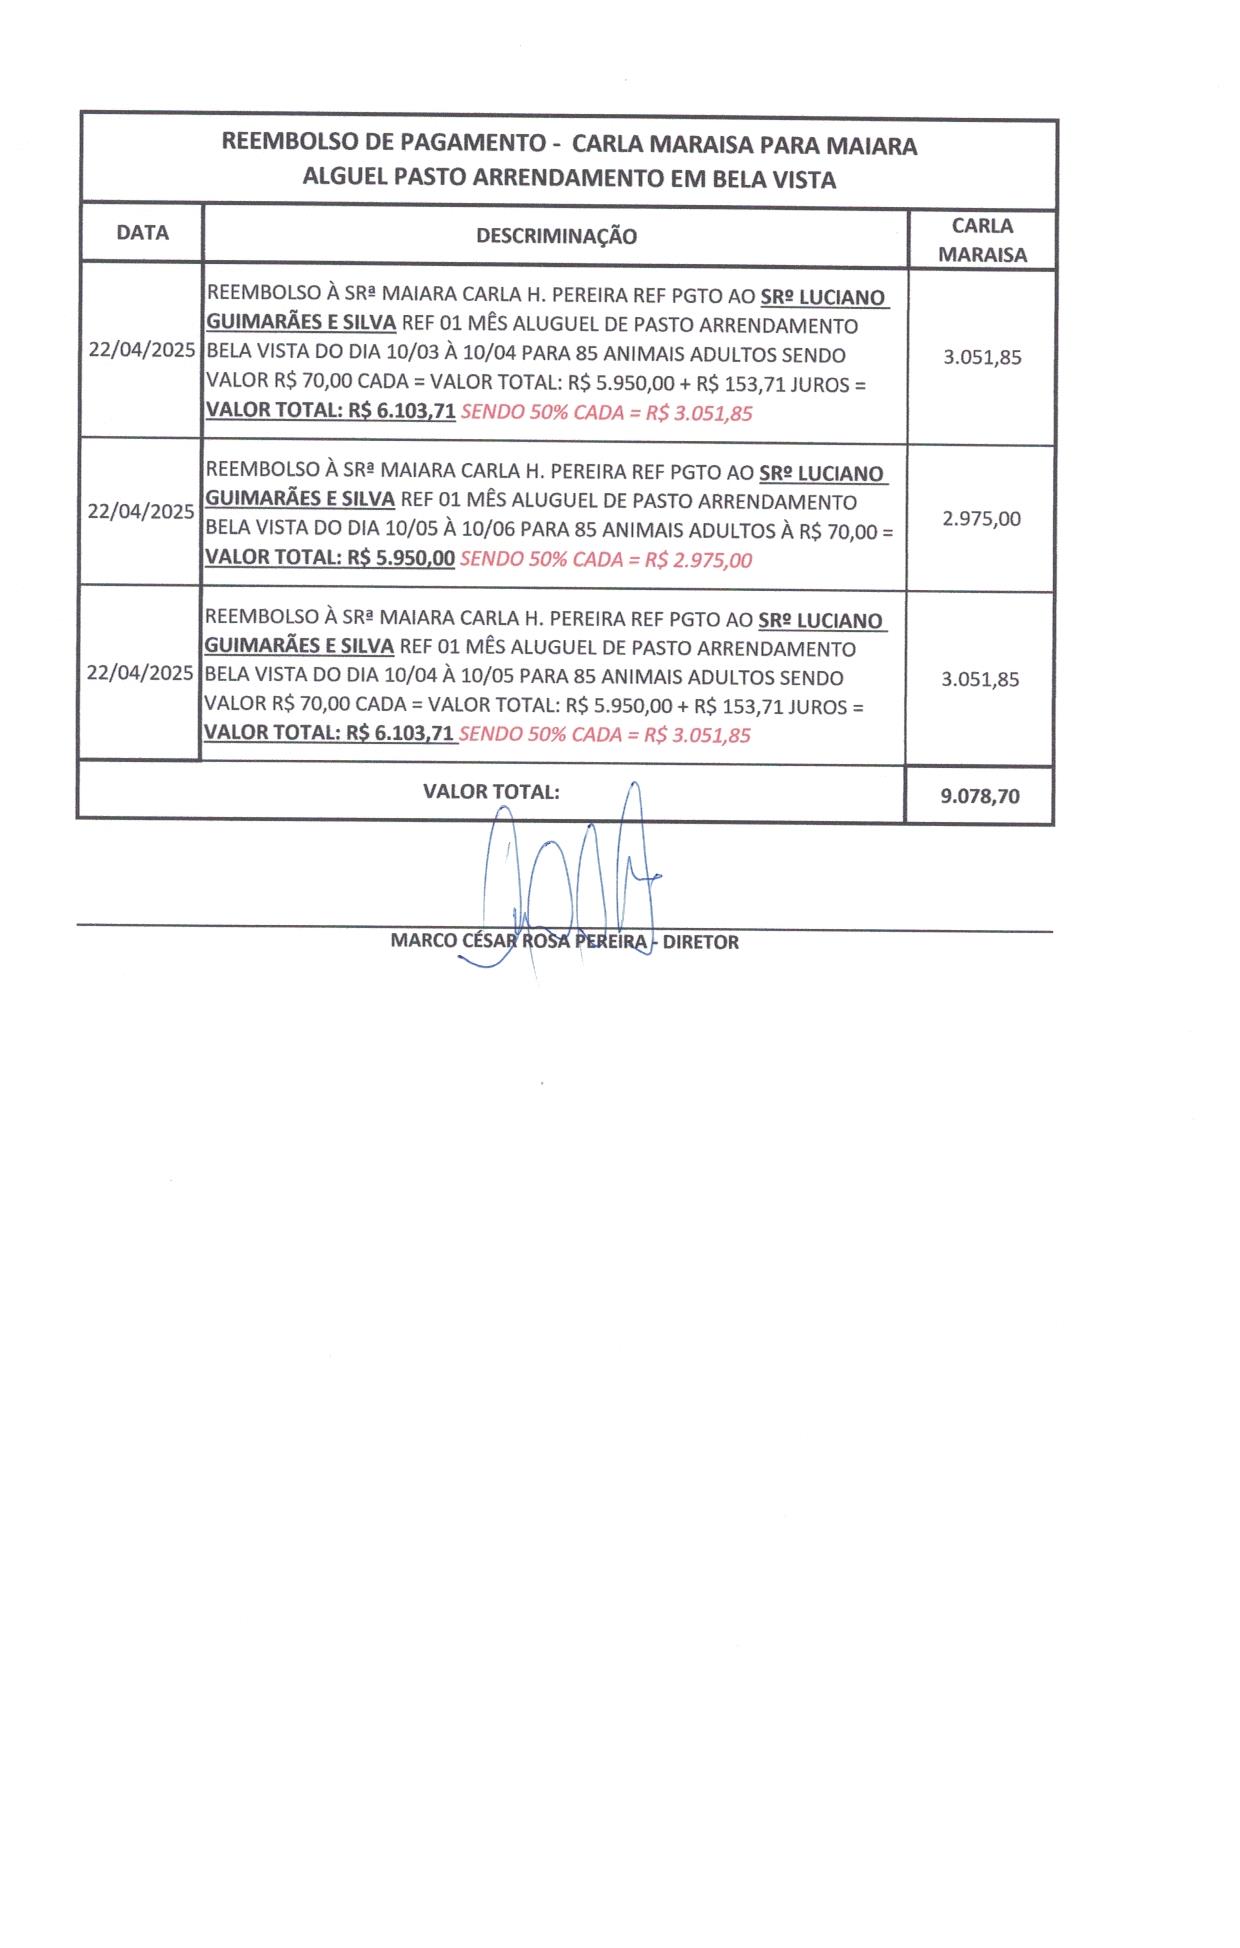 REEMBOLSO DE PAGAMENTO - CARLA MARAISA PARA MAIARA
ALGUEL PASTO ARRENDAMENTO EM BELA VISTA
DATA
DESCRIMINAÇÃO
CARLA
MARAISA
22/04/2025
REEMBOLSO À SRª MAIARA CARLA H. PEREIRA REF PGTO AO SRº LUCIANO
GUIMARÃES E SILVA REF 01 MÊS ALUGUEL DE PASTO ARRENDAMENTO
BELA VISTA DO DIA 10/03 À 10/04 PARA 85 ANIMAIS ADULTOS SENDO
VALOR R$ 70,00 CADA = VALOR TOTAL: R$ 5.950,00 + R$ 153,71 JUROS =
VALOR TOTAL: R$ 6.103,71 SENDO 50% CADA = R$ 3.051,85
3.051,85
22/04/2025
REEMBOLSO À SRª MAIARA CARLA H. PEREIRA REF PGTO AO SRº LUCIANO
GUIMARÃES E SILVA REF 01 MÊS ALUGUEL DE PASTO ARRENDAMENTO
BELA VISTA DO DIA 10/05 À 10/06 PARA 85 ANIMAIS ADULTOS À R$ 70,00 =
VALOR TOTAL: R$ 5.950,00 SENDO 50% CADA = R$ 2.975,00
2.975,00
22/04/2025
REEMBOLSO À SRª MAIARA CARLA H. PEREIRA REF PGTO AO SRº LUCIANO
GUIMARÃES E SILVA REF 01 MÊS ALUGUEL DE PASTO ARRENDAMENTO
BELA VISTA DO DIA 10/04 À 10/05 PARA 85 ANIMAIS ADULTOS SENDO
VALOR R$ 70,00 CADA = VALOR TOTAL: R$ 5.950,00 + R$ 153,71 JUROS =
VALOR TOTAL: R$ 6.103,71 SENDO 50% CADA = R$ 3.051,85
3.051,85
VALOR TOTAL:
9.078,70
MARCO CÉSAR ROSA PEREIRA - DIRETOR